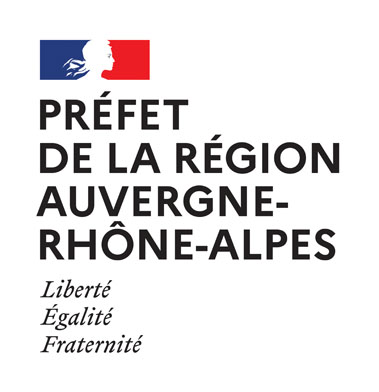 PRÉFET
DE LA RÉGION
AUVERGNE-
RHÔNE-ALPES
Liberté
Égalité
Fraternité